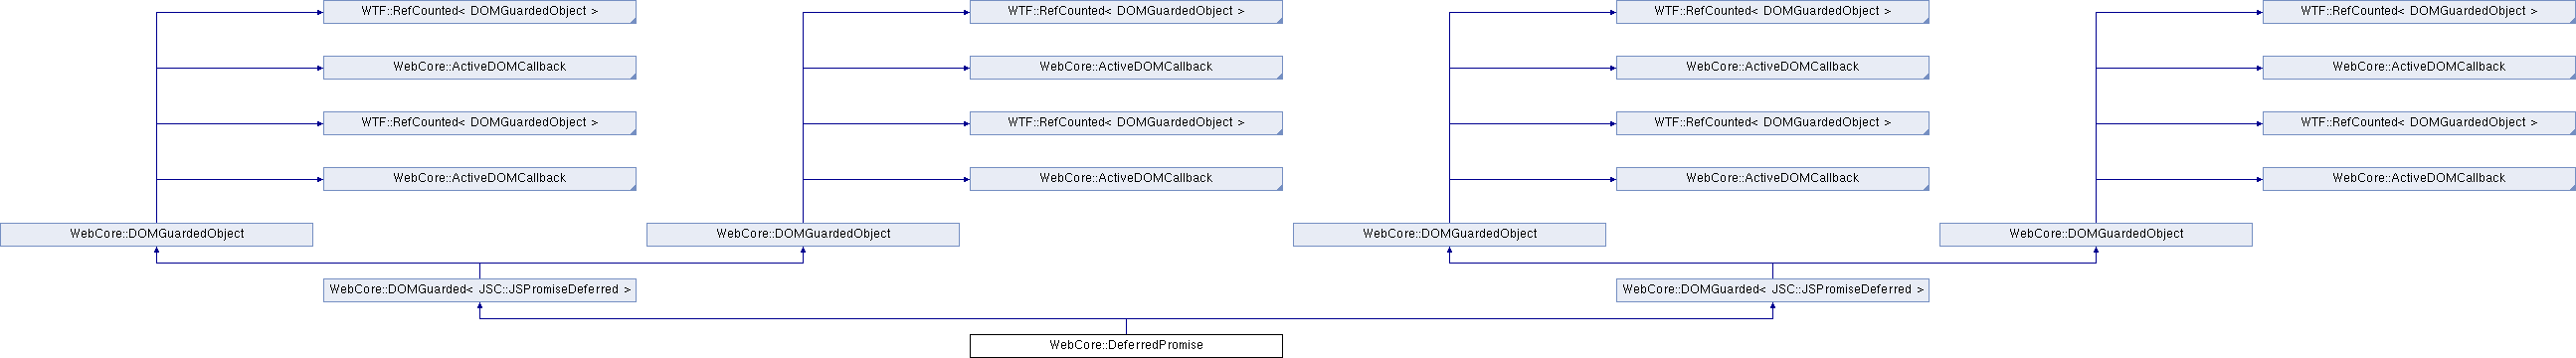 WTF::RefCounted< DOMGuardedObject >
WTF::RefCounted< DOMGuardedObject >
WTF::RefCounted< DOMGuardedObject >
WTF::RefCounted< DOMGuardedObject >
WebCore::ActiveDOMCallback
WebCore::ActiveDOMCallback
WebCore::ActiveDOMCallback
WebCore::ActiveDOMCallback
WTF::RefCounted< DOMGuardedObject >
WTF::RefCounted< DOMGuardedObject >
WTF::RefCounted< DOMGuardedObject >
WTF::RefCounted< DOMGuardedObject >
WebCore::ActiveDOMCallback
WebCore::ActiveDOMCallback
WebCore::ActiveDOMCallback
WebCore::ActiveDOMCallback
WebCore::DOMGuardedObject
WebCore::DOMGuardedObject
WebCore::DOMGuardedObject
WebCore::DOMGuardedObject
WebCore::DOMGuarded< JSC::JSPromiseDeferred >
WebCore::DOMGuarded< JSC::JSPromiseDeferred >
WebCore::DeferredPromise